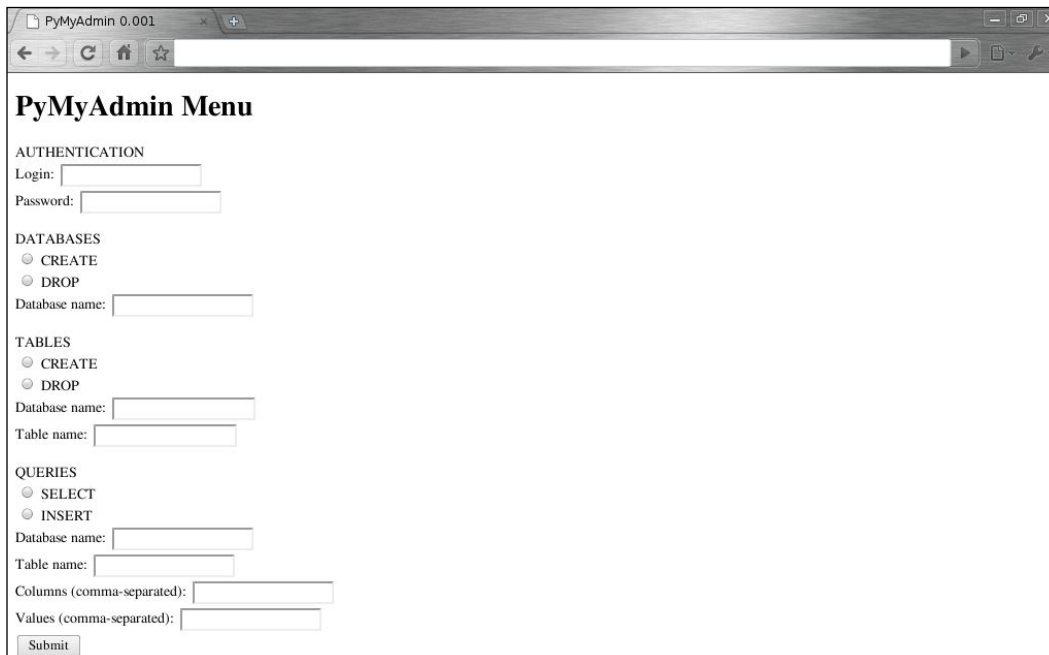 PyMyAdmin 0.001
PyMyAdmin Menu
AUTHENTICATION
Login:
Password:
DATABASES
CREATE
DROP
Database name:
TABLES
CREATE
DROP
Database name:
Table name:
QUERIES
SELECT
INSERT
Database name:
Table name:
Columns (comma-separated):
Values (comma-separated):
Submit